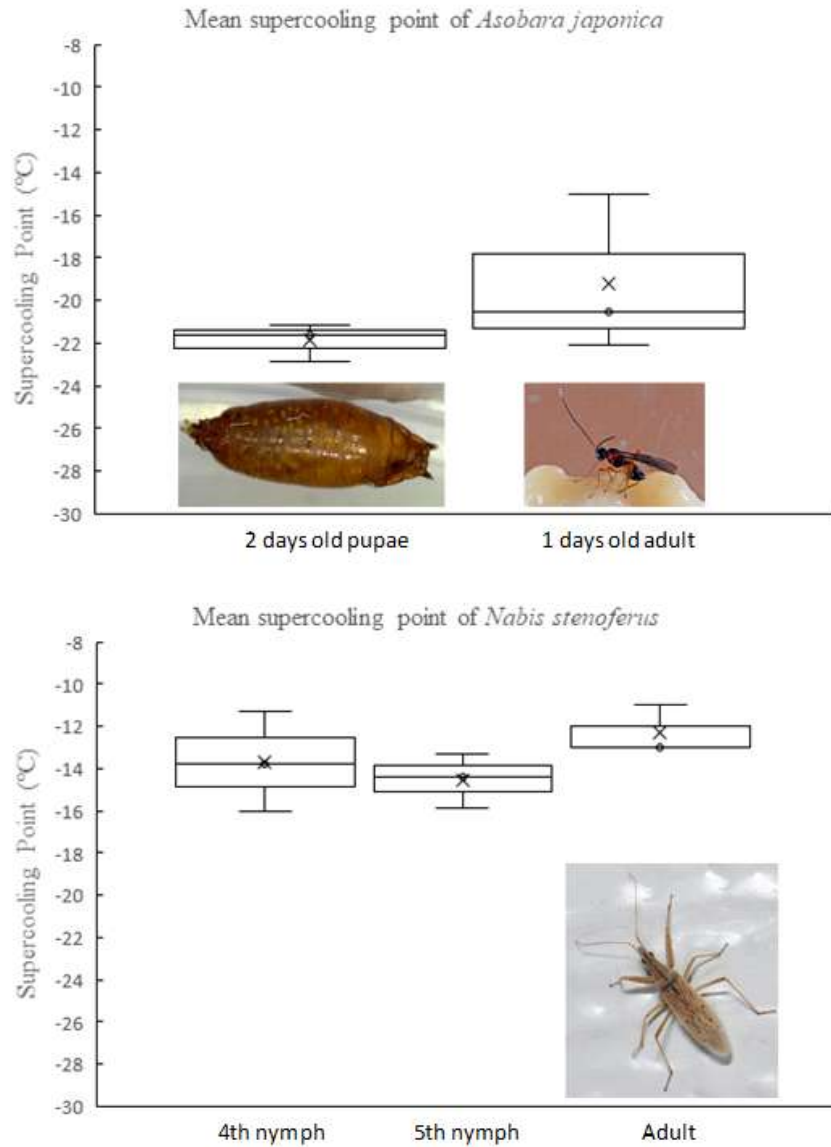 Mean supercooling point of Asobara japonica
Supercooling Point (℃)
-8
-10
-12
-14
-16
-18
-20
-22
-24
-26
-28
-30
2 days old pupae
1 days old adult
Mean supercooling point of Nabis stenoferus
Supercooling Point (℃)
-8
-10
-12
-14
-16
-18
-20
-22
-24
-26
-28
-30
4th nymph
5th nymph
Adult